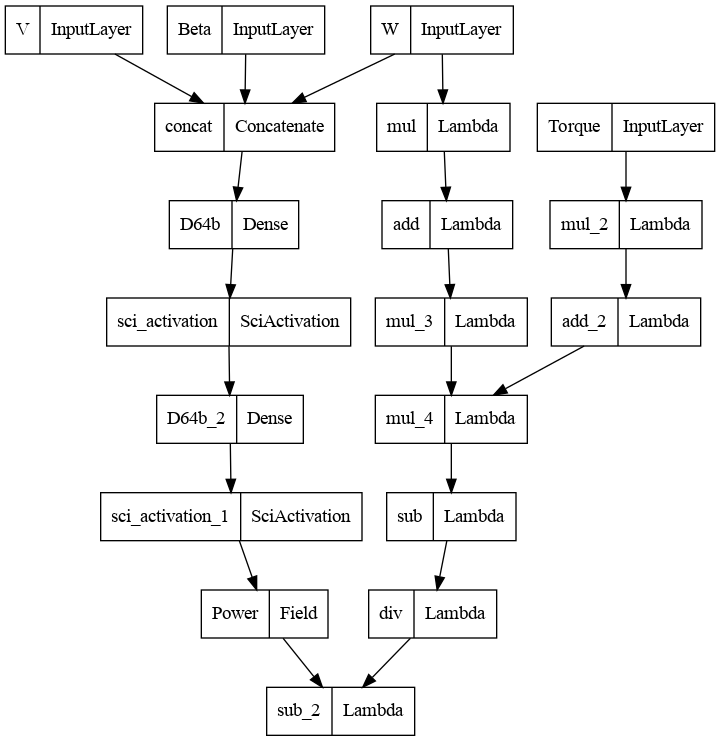 V InputLayer Beta InputLayer W InputLayer
concat Concatenate mul Lambda Torque InputLayer
D64b Dense add Lambda mul_2 Lambda
sci_activation SciActivation mul_3 Lambda add_2 Lambda
D64b_2 Dense mul_4 Lambda
sci_activation_1 SciActivation sub Lambda
Power Field div Lambda
sub_2 Lambda